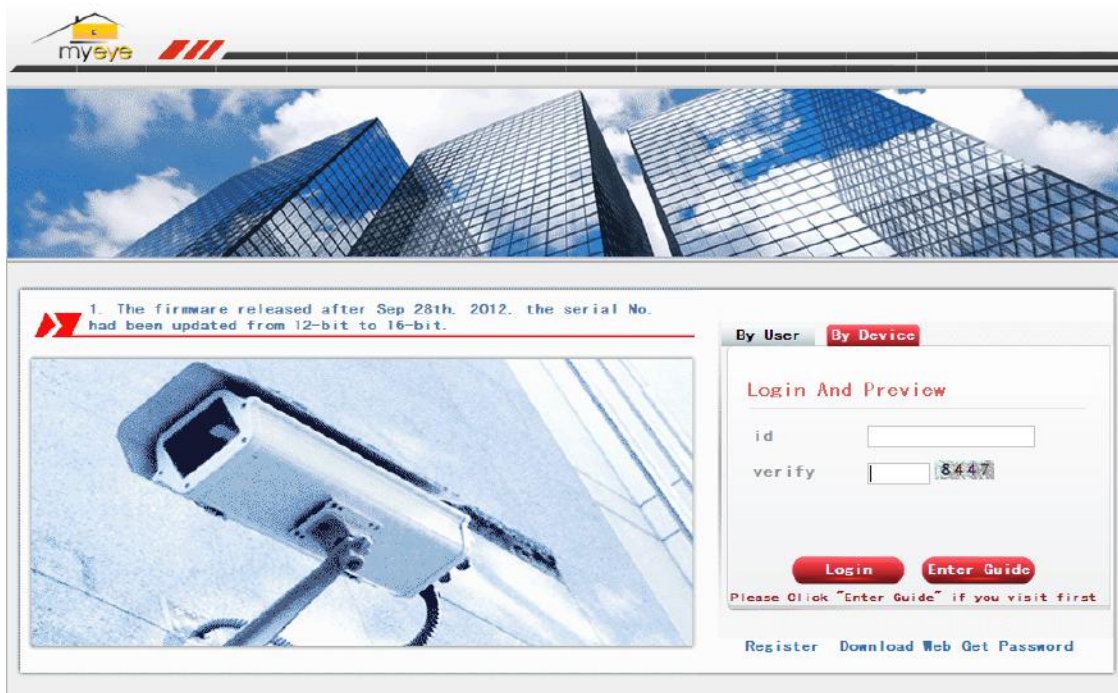 myeye
1. The firmware released after Sep 28th, 2012, the serial No.
had been updated from 12-bit to 16-bit.
By User By Device
Login And Preview
id
verify 8447
Login Enter Guide
Please Click "Enter Guide" if you visit first
Register Download Web Get Password